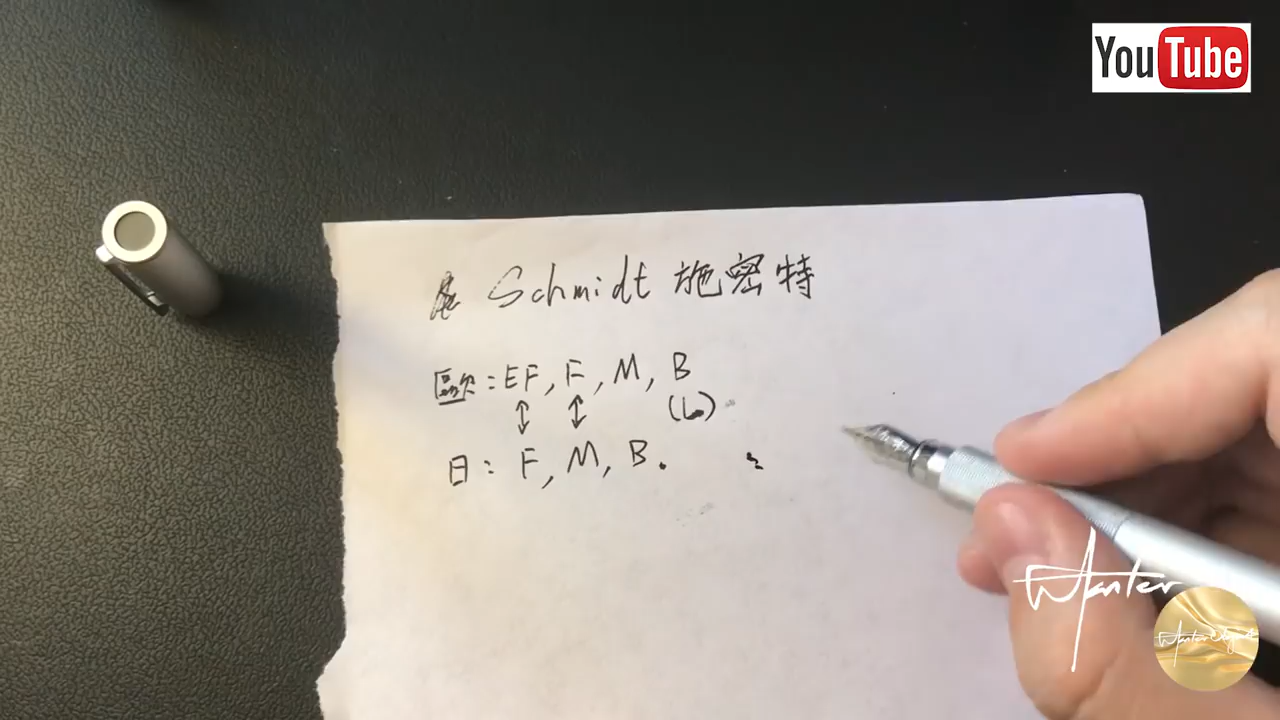 YouTube
Schmidt 施密特
歐:EF, F, M, B
↕ ↕
日: F, M, B.